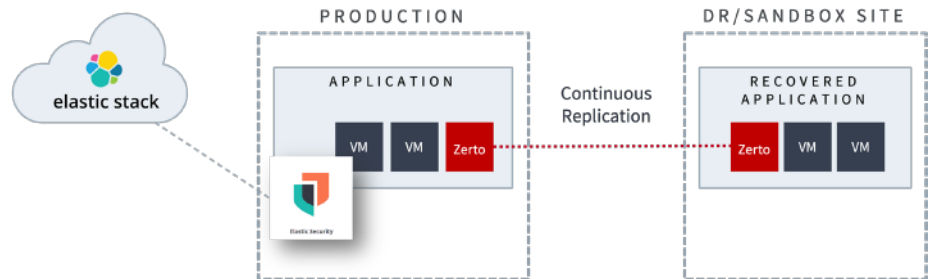 PRODUCTION
DR/SANDBOX SITE
elastic stack
APPLICATION
VM
VM
Zerto
Elastic Security
Continuous
Replication
RECOVERED
APPLICATION
Zerto
VM
VM